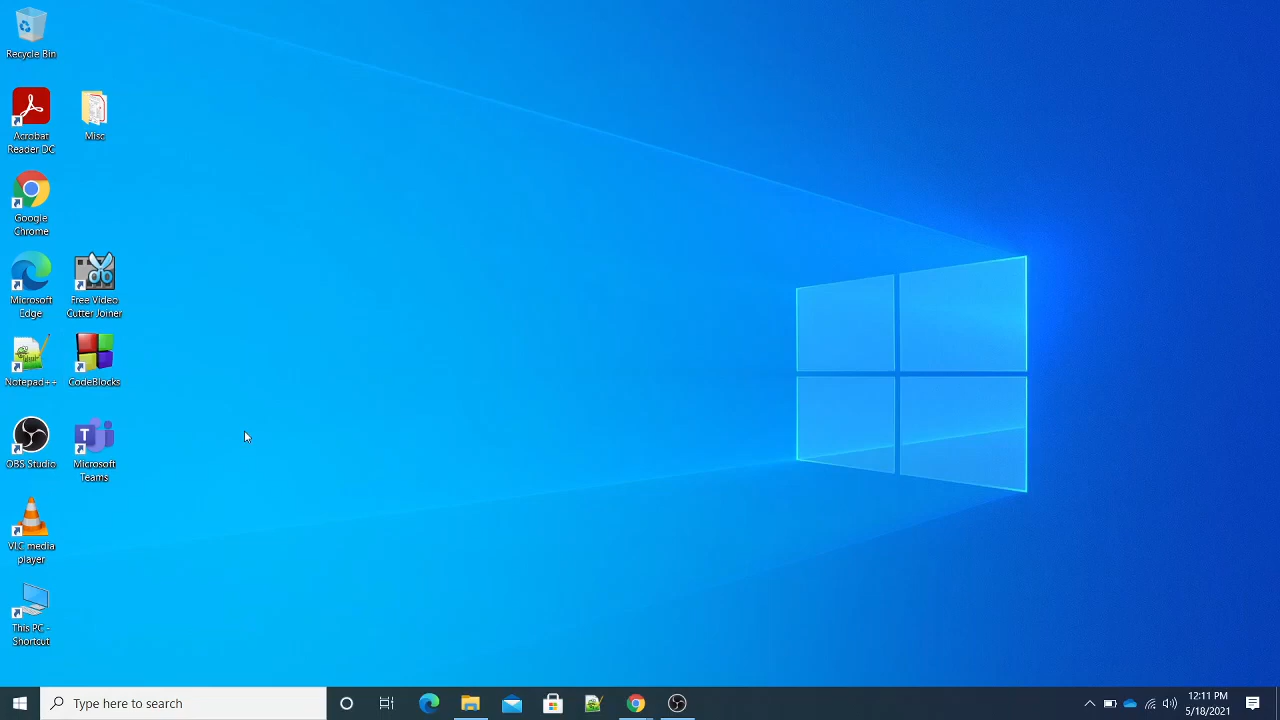 Recycle Bin
Acrobat
Reader DC
Misc
Google
Chrome
Microsoft
Edge
Free Video
Cutter Joiner
Notepad++
CodeBlocks
OBS Studio
Microsoft
Teams
VLC media
player
This PC -
Shortcut
Type here to search
12:11 PM
5/18/2021